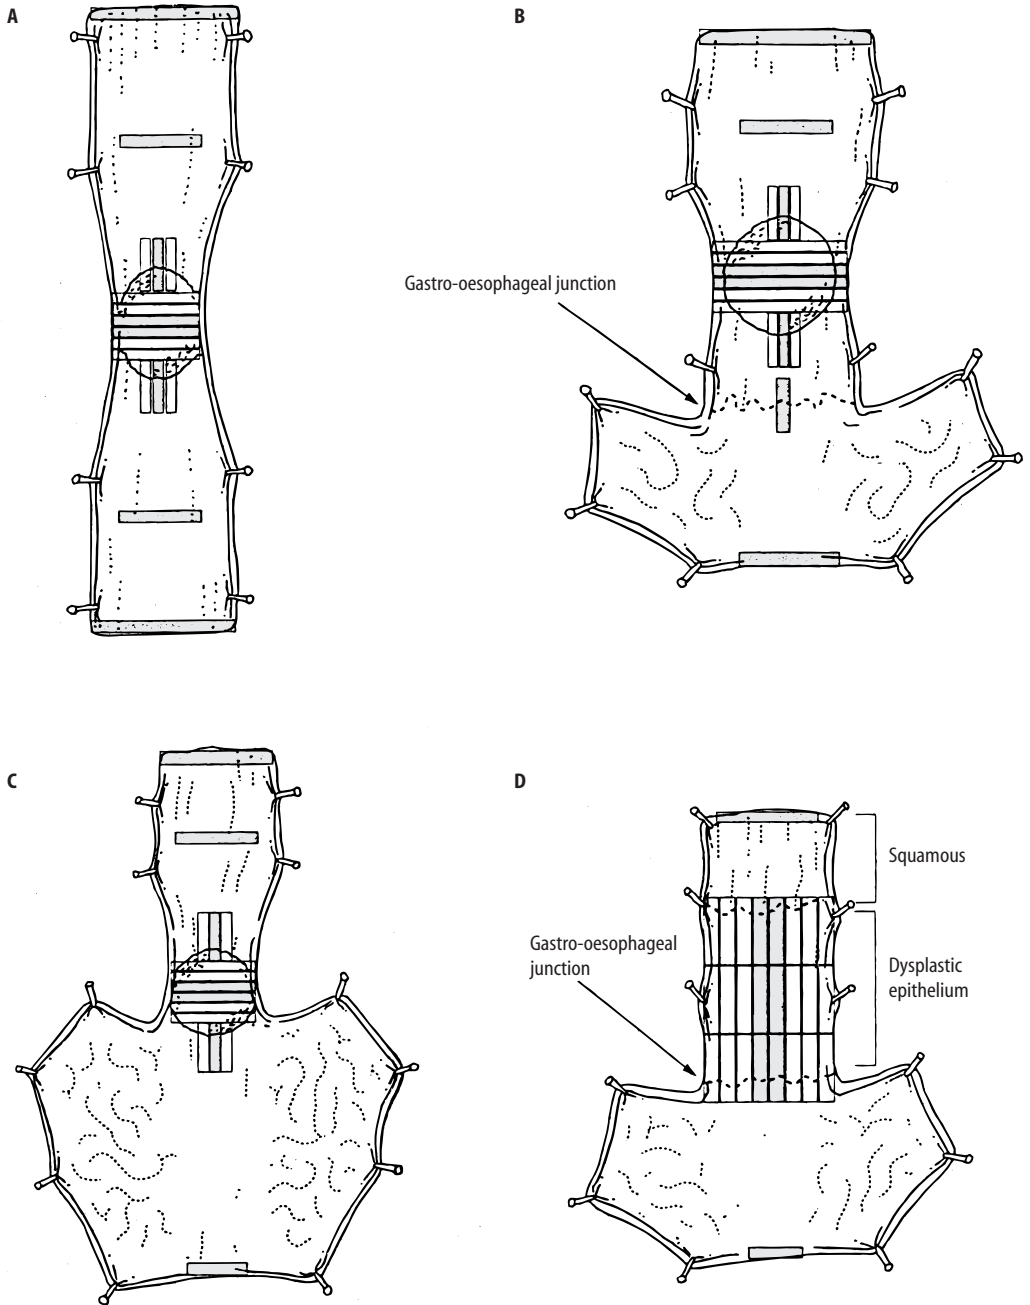 A
B
Gastro-oesophageal junction
C
D
Squamous
Gastro-oesophageal
junction
Dysplastic
epithelium